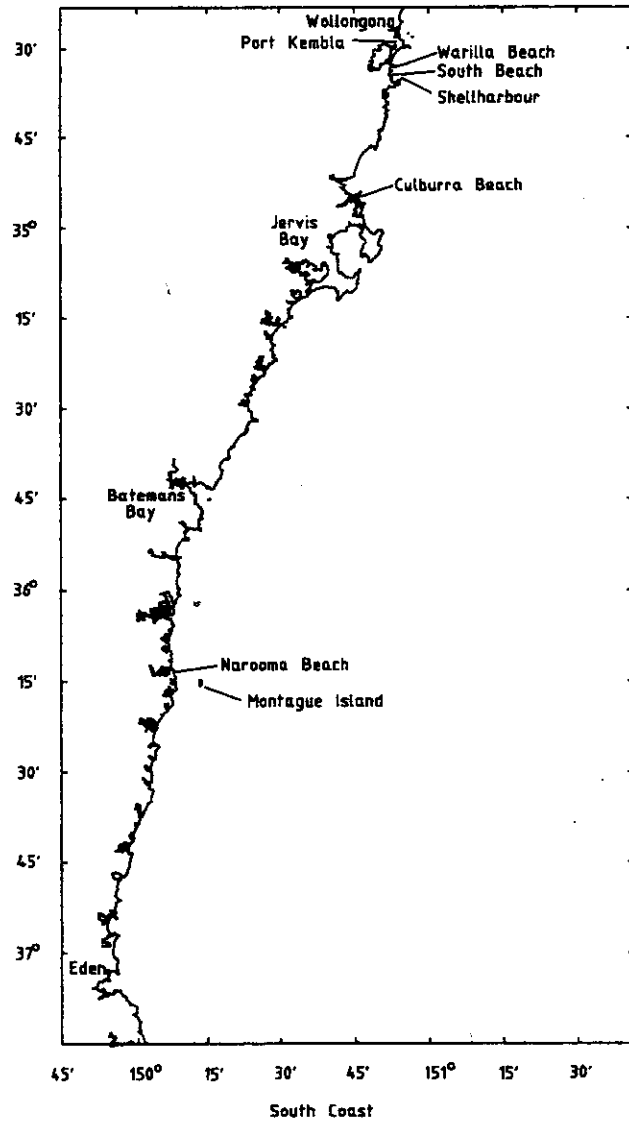 Wollongong
Port Kembla
30'
Warilla Beach
South Beach
Shellharbour
45'
Culburra Beach
35°
Jervis
Bay
15'
30'
Batemans
Bay
45'
36°
Narooma Beach
15'
Montague Island
30'
45'
37°
Eden
45' 150° 15' 30' 45' 151° 15' 30'
South Coast